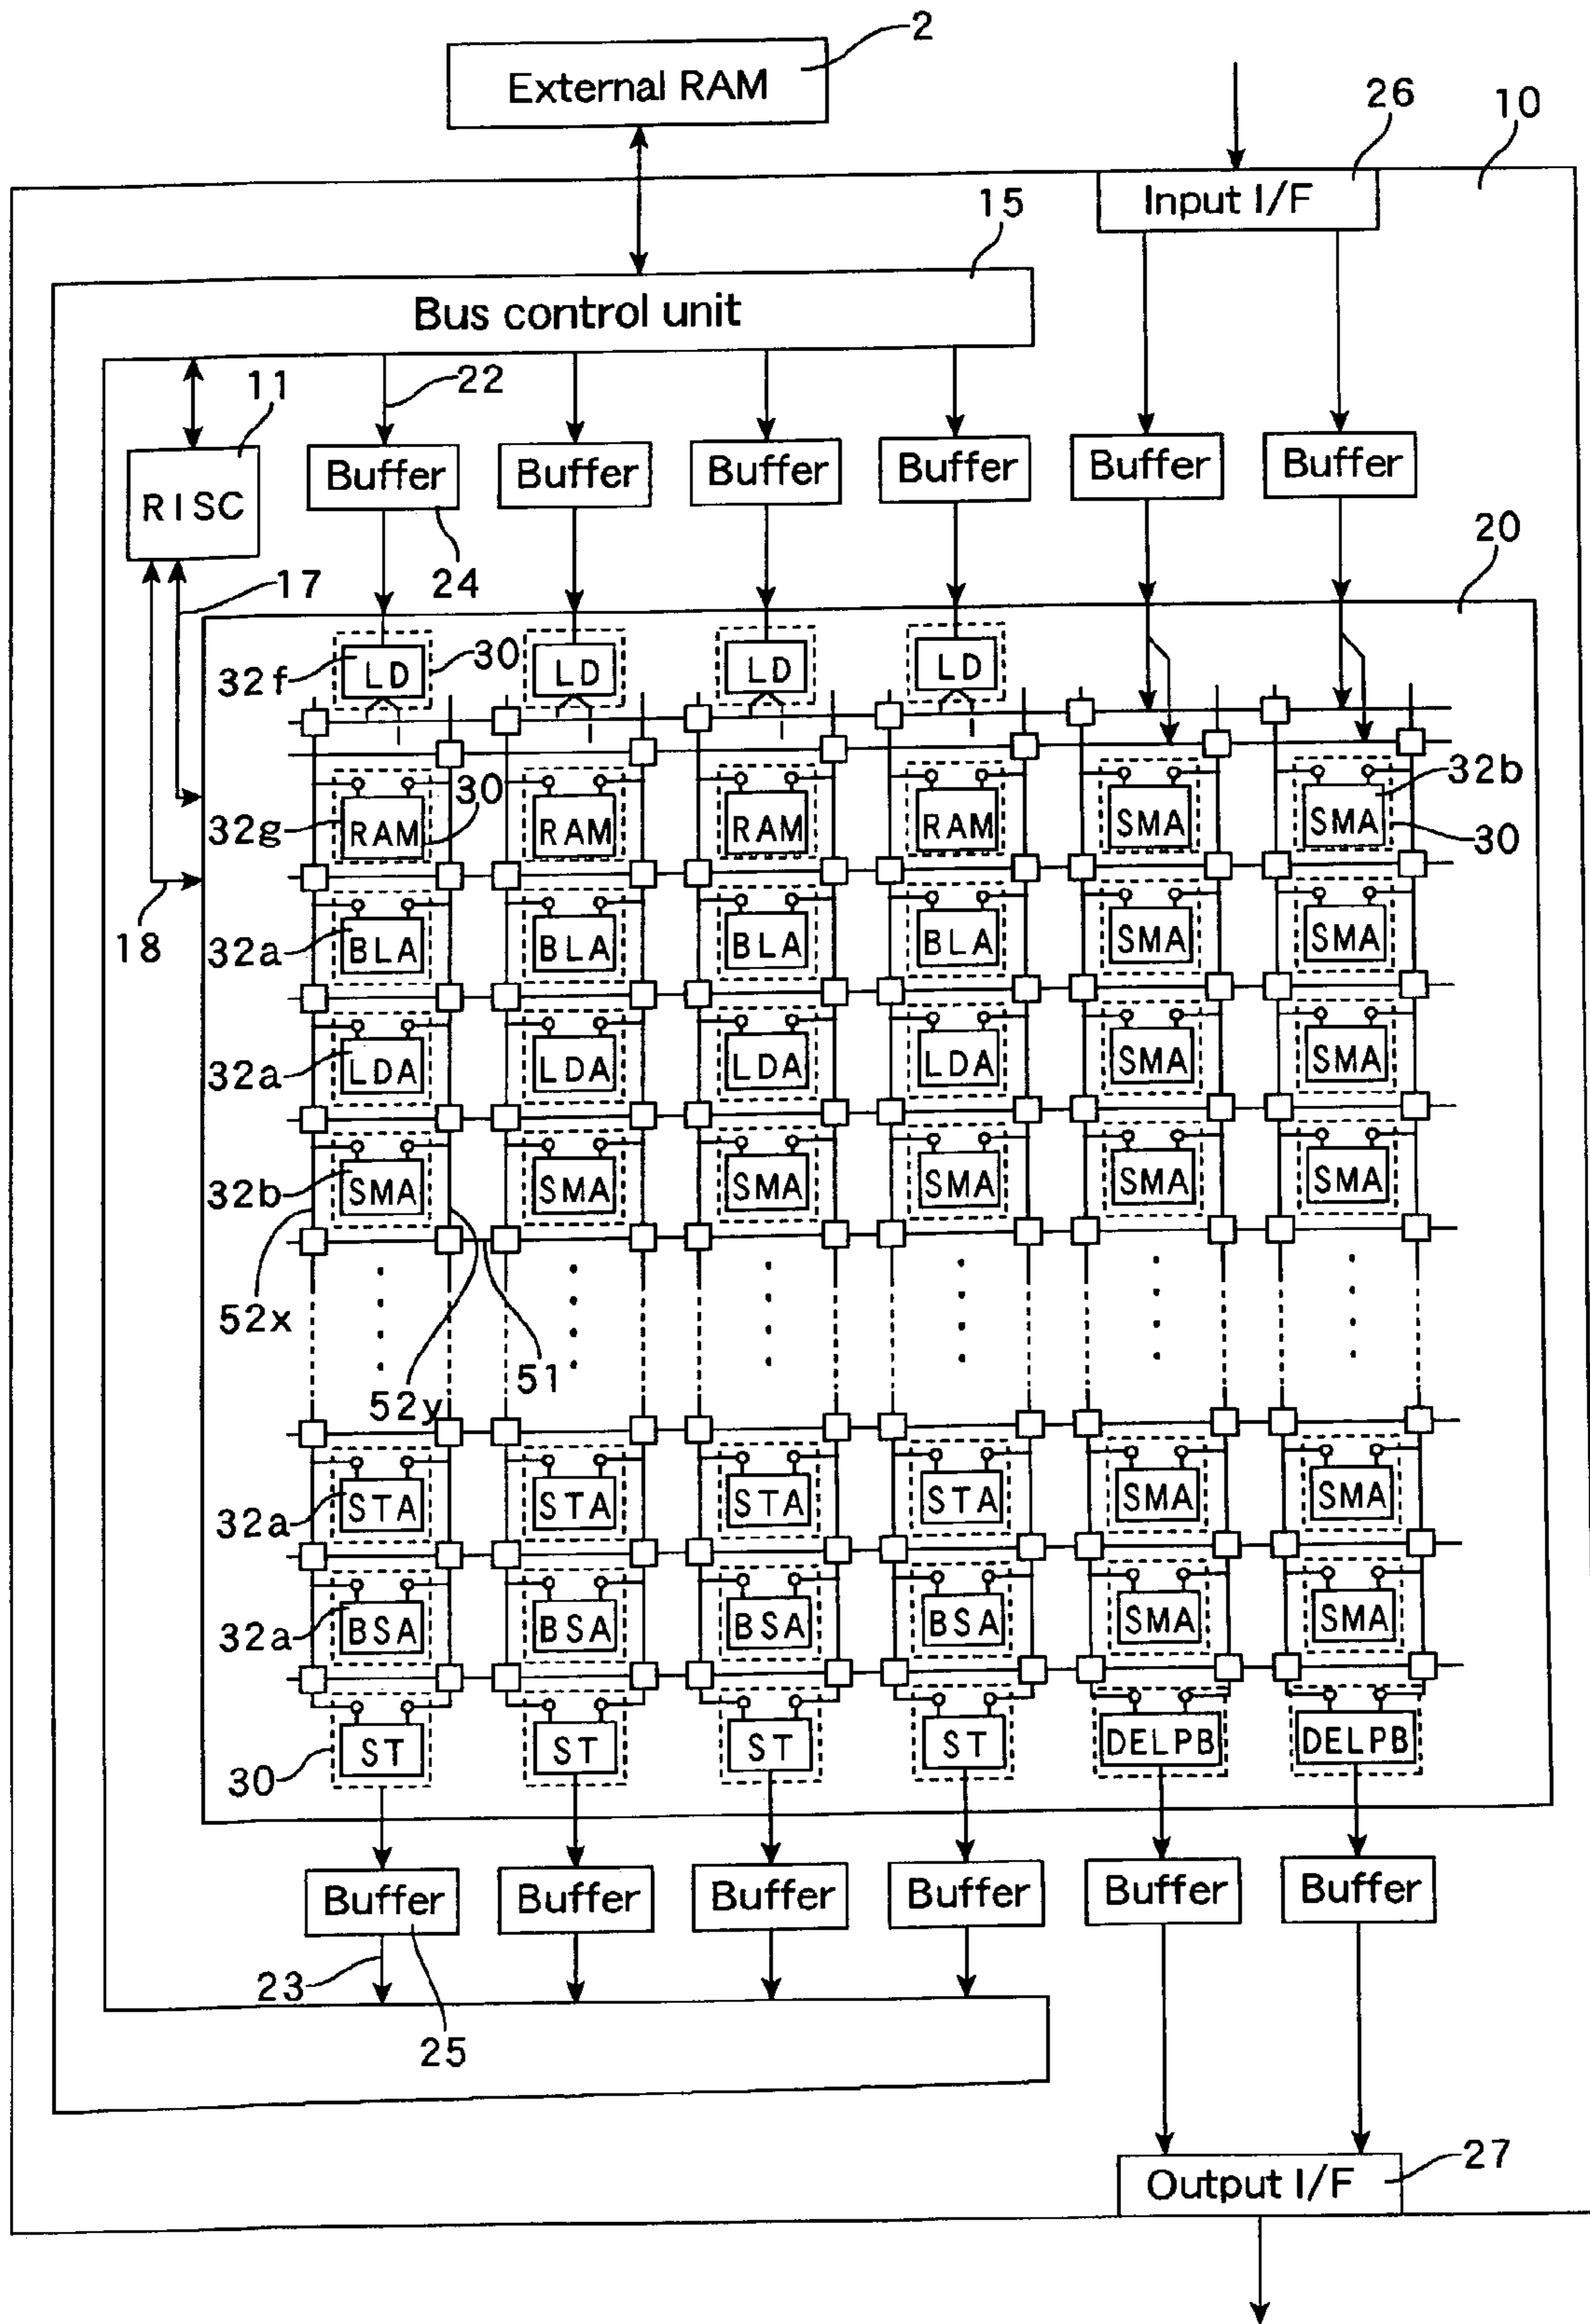 2
External RAM
26
10
Input I/F
15
Bus control unit
11
22
RISC
Buffer Buffer Buffer Buffer Buffer Buffer
24
17
20
32f LD 30 LD LD LD
32g RAM 30 RAM RAM RAM SMA SMA 32b
30
18
32a BLA BLA BLA BLA SMA SMA
32a LDA LDA LDA LDA SMA SMA
32b SMA SMA SMA SMA SMA SMA
52x
52y
51
32a STA STA STA STA SMA SMA
32a BSA BSA BSA BSA SMA SMA
30 ST ST ST ST DELPB DELPB
Buffer Buffer Buffer Buffer Buffer Buffer
23
25
27
Output I/F